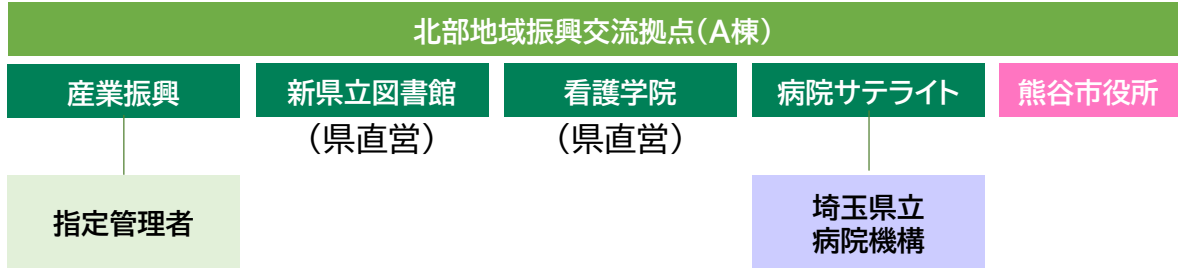 北部地域振興交流拠点(A棟)
産業振興
新県立図書館
看護学院
病院サテライト
熊谷市役所
(県直営)
(県直営)
指定管理者
埼玉県立
病院機構